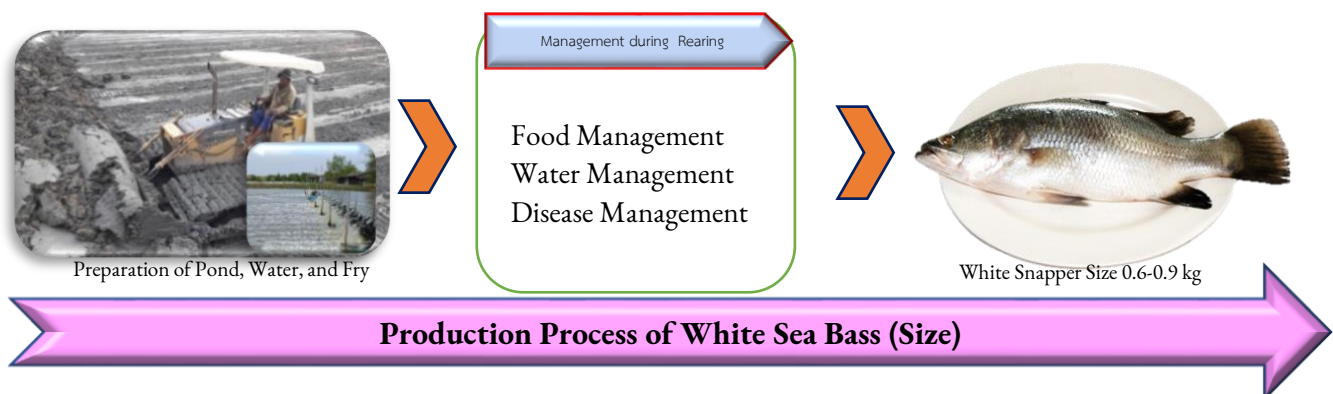 Management during Rearing
Food Management
Water Management
Disease Management
Preparation of Pond, Water, and Fry
White Snapper Size 0.6-0.9 kg
Production Process of White Sea Bass (Size)